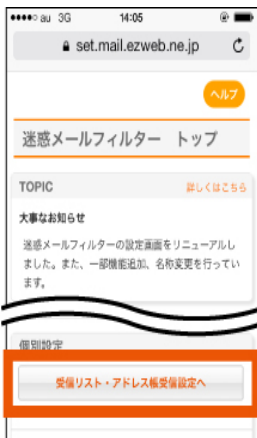 au 3G 14:05
set.mail.ezweb.ne.jp
ヘルプ
迷惑メールフィルター トップ
TOPIC 詳しくはこちら
大事なお知らせ
迷惑メールフィルターの設定画面をリニューアルし
ました。また、一部機能追加、名称変更を行ってい
ます。
個別設定
受信リスト・アドレス帳受信設定へ